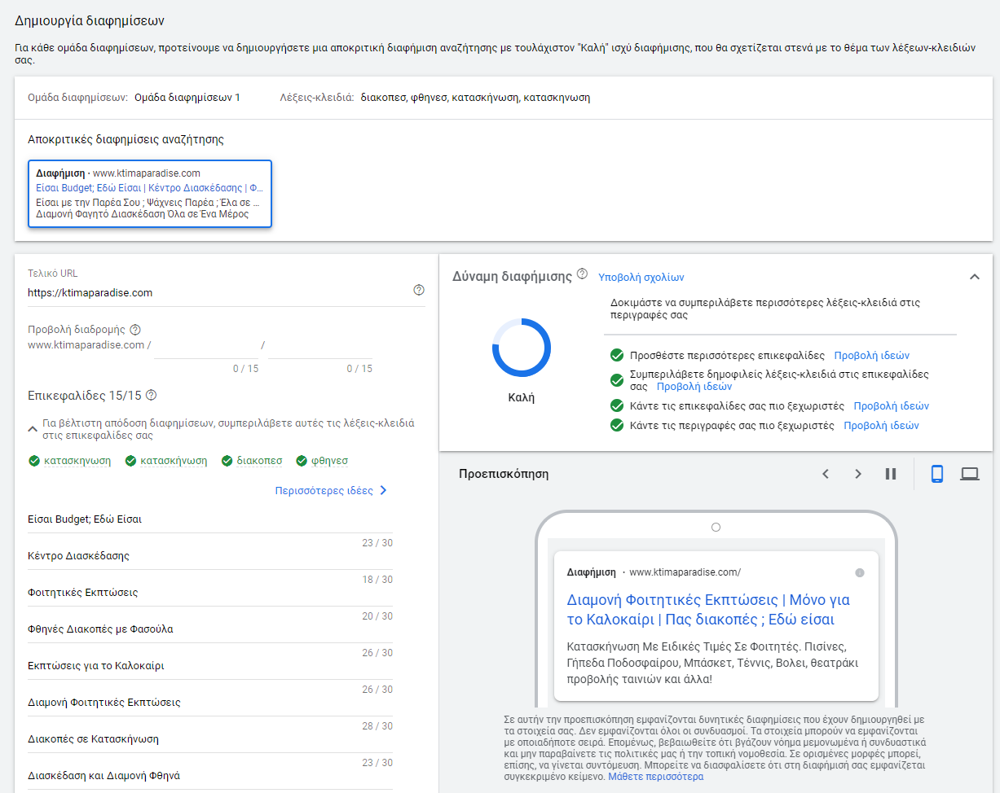 Δημιουργία διαφημίσεων
Για κάθε ομάδα διαφημίσεων, προτείνουμε να δημιουργήσετε μια αποκριτική διαφήμιση αναζήτησης με τουλάχιστον "Καλή" ισχύ διαφήμισης, που θα σχετίζεται στενά με το θέμα των λέξεων-κλειδιών
σας.
Ομάδα διαφημίσεων: Ομάδα διαφημίσεων 1 Λέξεις-κλειδιά: διακοπεσ, φθηνεσ, κατασκήνωση, κατασκηνωση
Αποκριτικές διαφημίσεις αναζήτησης
Διαφήμιση · www.ktimaparadise.com
Είσαι Budget; Εδώ Είσαι | Κέντρο Διασκέδασης | Φ...
Είσαι με την Παρέα Σου ; Ψάχνεις Παρέα ; Έλα σε ...
Διαμονή Φαγητό Διασκέδαση Όλα σε Ένα Μέρος
Τελικό URL
https://ktimaparadise.com
Προβολή διαδρομής
www.ktimaparadise.com / /
0 / 15 0 / 15
Επικεφαλίδες 15/15
Για βέλτιστη απόδοση διαφημίσεων, συμπεριλάβετε αυτές τις λέξεις-κλειδιά
στις επικεφαλίδες σας
κατασκηνωση κατασκήνωση διακοπεσ φθηνεσ
Περισσότερες ιδέες
Είσαι Budget; Εδώ Είσαι
23 / 30
Κέντρο Διασκέδασης
18 / 30
Φοιτητικές Εκπτώσεις
20 / 30
Φθηνές Διακοπές με Φασούλα
26 / 30
Εκπτώσεις για το Καλοκαίρι
26 / 30
Διαμονή Φοιτητικές Εκπτώσεις
28 / 30
Διακοπές σε Κατασκήνωση
23 / 30
Διασκέδαση και Διαμονή Φθηνά
Δύναμη διαφήμισης Υποβολή σχολίων
Καλή
Δοκιμάστε να συμπεριλάβετε περισσότερες λέξεις-κλειδιά στις
περιγραφές σας
Προσθέστε περισσότερες επικεφαλίδες Προβολή ιδεών
Συμπεριλάβετε δημοφιλείς λέξεις-κλειδιά στις επικεφαλίδες
σας Προβολή ιδεών
Κάντε τις επικεφαλίδες σας πιο ξεχωριστές Προβολή ιδεών
Κάντε τις περιγραφές σας πιο ξεχωριστές Προβολή ιδεών
Προεπισκόπηση
Διαφήμιση · www.ktimaparadise.com/
Διαμονή Φοιτητικές Εκπτώσεις | Μόνο για
το Καλοκαίρι | Πας διακοπές ; Εδώ είσαι
Κατασκήνωση Με Ειδικές Τιμές Σε Φοιτητές. Πισίνες,
Γήπεδα Ποδοσφαίρου, Μπάσκετ, Τέννις, Βολει, θεατράκι
προβολής ταινιών και άλλα!
Σε αυτήν την προεπισκόπηση εμφανίζονται δυνητικές διαφημίσεις που έχουν δημιουργηθεί με
τα στοιχεία σας. Δεν εμφανίζονται όλοι οι συνδυασμοί. Τα στοιχεία μπορούν να εμφανίζονται
με οποιαδήποτε σειρά. Επομένως, βεβαιωθείτε ότι βγάζουν νόημα μεμονωμένα ή συνδυαστικά
και μην παραβαίνετε τις πολιτικές μας ή την τοπική νομοθεσία. Σε ορισμένες μορφές μπορεί,
επίσης, να γίνεται συντόμευση. Μπορείτε να διασφαλίσετε ότι στη διαφήμισή σας εμφανίζεται
συγκεκριμένο κείμενο. Μάθετε περισσότερα